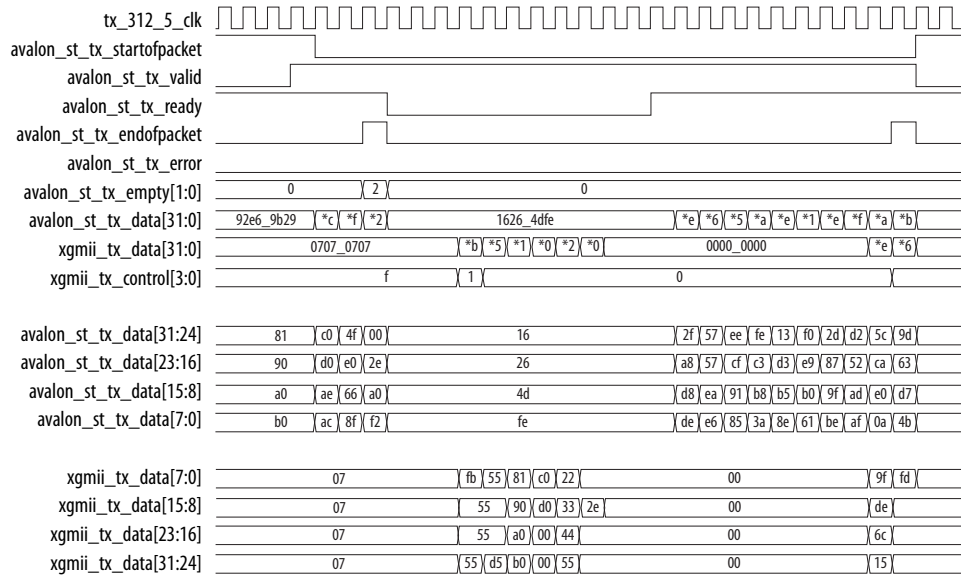 tx_312_5_clk
avalon_st_tx_startofpacket
avalon_st_tx_valid
avalon_st_tx_ready
avalon_st_tx_endofpacket
avalon_st_tx_error
avalon_st_tx_empty[1:0] 0 2 0
avalon_st_tx_data[31:0] 92e6_9b29 *c *f *2 1626_4dfe *e *6 *5 *a *e *1 *e *f *a *b
xgmii_tx_data[31:0] 0707_0707 *b *5 *1 *0 *2 *0 0000_0000 *e *6
xgmii_tx_control[3:0] f 1 0
avalon_st_tx_data[31:24] 81 c0 4f 00 16 2f 57 ee fe 13 f0 2d d2 5c 9d
avalon_st_tx_data[23:16] 90 d0 e0 2e 26 a8 57 cf c3 d3 e9 87 52 ca 63
avalon_st_tx_data[15:8] a0 ae 66 a0 4d d8 ea 91 b8 b5 b0 9f ad e0 d7
avalon_st_tx_data[7:0] b0 ac 8f f2 fe de e6 85 3a 8e 61 be af 0a 4b
xgmii_tx_data[7:0] 07 fb 55 81 c0 22 00 9f fd
xgmii_tx_data[15:8] 07 55 90 d0 33 2e 00 de
xgmii_tx_data[23:16] 07 55 a0 00 44 00 6c
xgmii_tx_data[31:24] 07 55 d5 b0 00 55 00 15